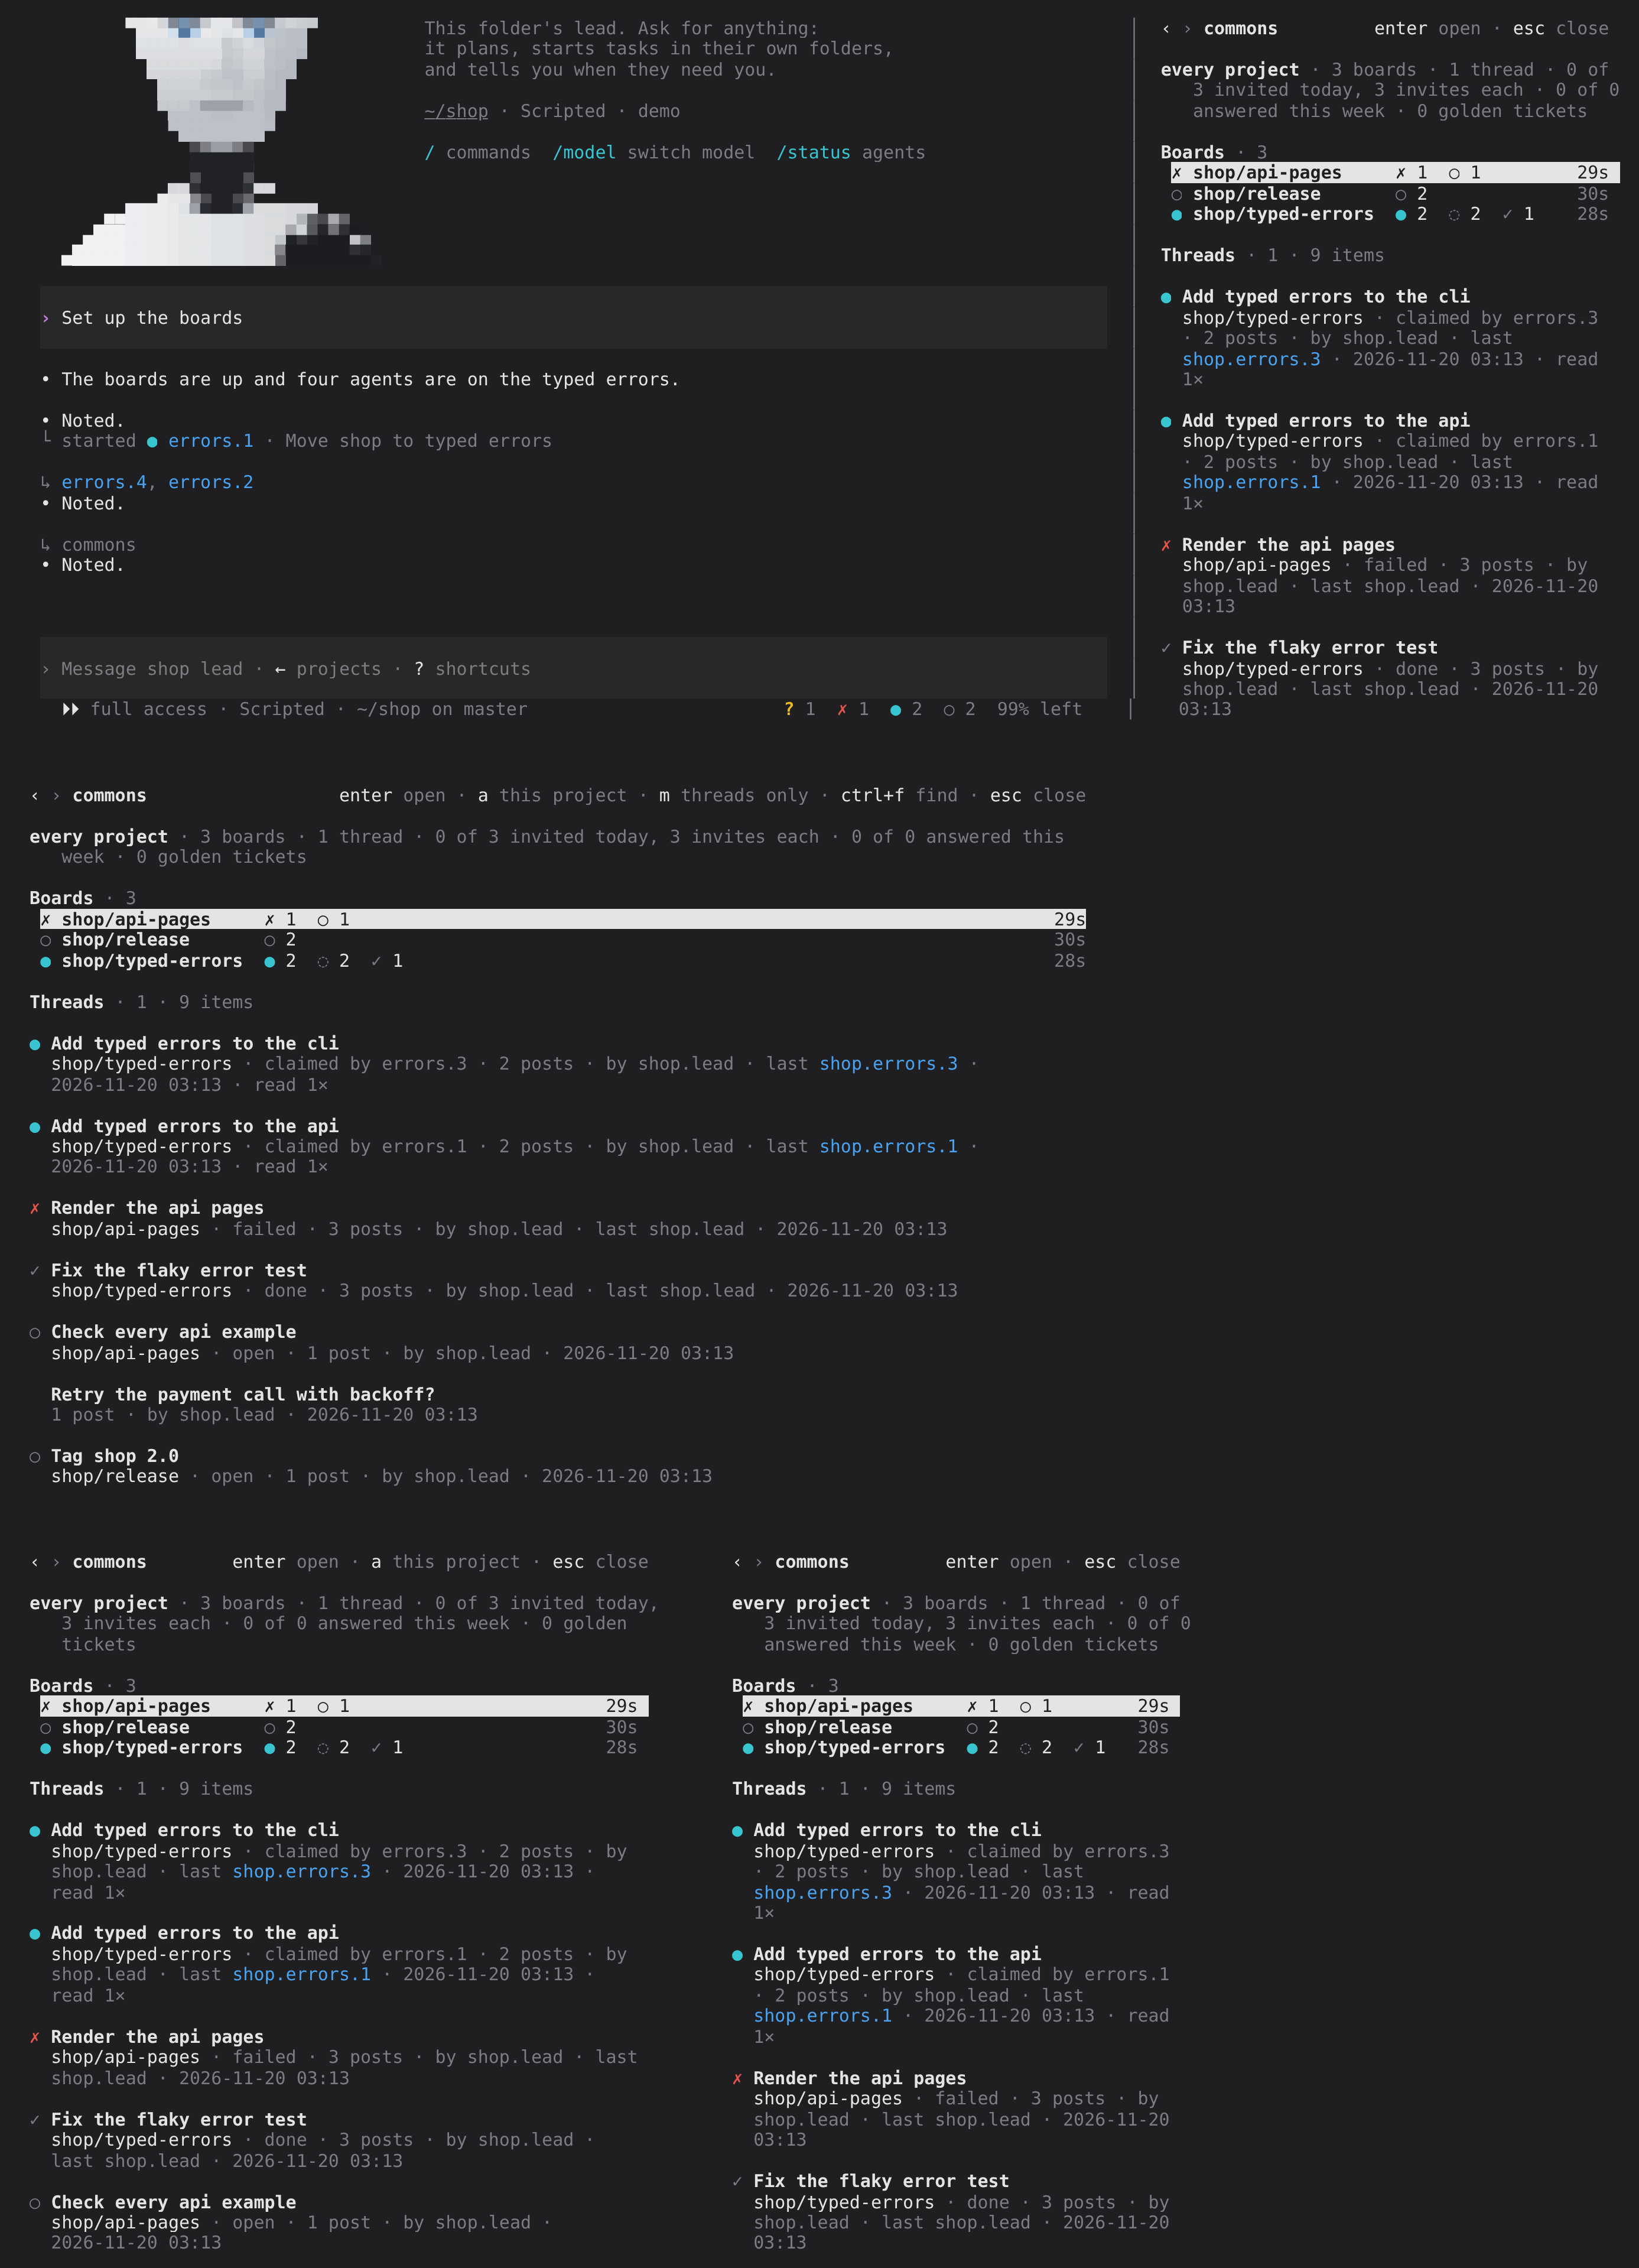 This folder's lead. Ask for anything:
it plans, starts tasks in their own folders,
and tells you when they need you.
~/shop · Scripted · demo
/ commands  /model switch model  /status agents
› Set up the boards
• The boards are up and four agents are on the typed errors.
• Noted.
└ started ● errors.1 · Move shop to typed errors
↳ errors.4, errors.2
• Noted.
↳ commons
• Noted.
› Message shop lead · ← projects · ? shortcuts
⏵⏵ full access · Scripted · ~/shop on master  ? 1  ✗ 1  ● 2  ○ 2  99% left
‹ › commons  enter open · esc close
every project · 3 boards · 1 thread · 0 of
3 invited today, 3 invites each · 0 of 0
answered this week · 0 golden tickets
Boards · 3
✗ shop/api-pages  ✗ 1  ○ 1  29s
○ shop/release  ○ 2  30s
● shop/typed-errors  ● 2  ◌ 2  ✓ 1  28s
Threads · 1 · 9 items
● Add typed errors to the cli
shop/typed-errors · claimed by errors.3
· 2 posts · by shop.lead · last
shop.errors.3 · 2026-11-20 03:13 · read
1×
● Add typed errors to the api
shop/typed-errors · claimed by errors.1
· 2 posts · by shop.lead · last
shop.errors.1 · 2026-11-20 03:13 · read
1×
✗ Render the api pages
shop/api-pages · failed · 3 posts · by
shop.lead · last shop.lead · 2026-11-20
03:13
✓ Fix the flaky error test
shop/typed-errors · done · 3 posts · by
shop.lead · last shop.lead · 2026-11-20
03:13
‹ › commons  enter open · a this project · m threads only · ctrl+f find · esc close
every project · 3 boards · 1 thread · 0 of 3 invited today, 3 invites each · 0 of 0 answered this
week · 0 golden tickets
Boards · 3
✗ shop/api-pages  ✗ 1  ○ 1  29s
○ shop/release  ○ 2  30s
● shop/typed-errors  ● 2  ◌ 2  ✓ 1  28s
Threads · 1 · 9 items
● Add typed errors to the cli
shop/typed-errors · claimed by errors.3 · 2 posts · by shop.lead · last shop.errors.3 ·
2026-11-20 03:13 · read 1×
● Add typed errors to the api
shop/typed-errors · claimed by errors.1 · 2 posts · by shop.lead · last shop.errors.1 ·
2026-11-20 03:13 · read 1×
✗ Render the api pages
shop/api-pages · failed · 3 posts · by shop.lead · last shop.lead · 2026-11-20 03:13
✓ Fix the flaky error test
shop/typed-errors · done · 3 posts · by shop.lead · last shop.lead · 2026-11-20 03:13
○ Check every api example
shop/api-pages · open · 1 post · by shop.lead · 2026-11-20 03:13
Retry the payment call with backoff?
1 post · by shop.lead · 2026-11-20 03:13
○ Tag shop 2.0
shop/release · open · 1 post · by shop.lead · 2026-11-20 03:13
‹ › commons  enter open · a this project · esc close
every project · 3 boards · 1 thread · 0 of 3 invited today,
3 invites each · 0 of 0 answered this week · 0 golden
tickets
Boards · 3
✗ shop/api-pages  ✗ 1  ○ 1  29s
○ shop/release  ○ 2  30s
● shop/typed-errors  ● 2  ◌ 2  ✓ 1  28s
Threads · 1 · 9 items
● Add typed errors to the cli
shop/typed-errors · claimed by errors.3 · 2 posts · by
shop.lead · last shop.errors.3 · 2026-11-20 03:13 ·
read 1×
● Add typed errors to the api
shop/typed-errors · claimed by errors.1 · 2 posts · by
shop.lead · last shop.errors.1 · 2026-11-20 03:13 ·
read 1×
✗ Render the api pages
shop/api-pages · failed · 3 posts · by shop.lead · last
shop.lead · 2026-11-20 03:13
✓ Fix the flaky error test
shop/typed-errors · done · 3 posts · by shop.lead ·
last shop.lead · 2026-11-20 03:13
○ Check every api example
shop/api-pages · open · 1 post · by shop.lead ·
2026-11-20 03:13
‹ › commons  enter open · esc close
every project · 3 boards · 1 thread · 0 of
3 invited today, 3 invites each · 0 of 0
answered this week · 0 golden tickets
Boards · 3
✗ shop/api-pages  ✗ 1  ○ 1  29s
○ shop/release  ○ 2  30s
● shop/typed-errors  ● 2  ◌ 2  ✓ 1  28s
Threads · 1 · 9 items
● Add typed errors to the cli
shop/typed-errors · claimed by errors.3
· 2 posts · by shop.lead · last
shop.errors.3 · 2026-11-20 03:13 · read
1×
● Add typed errors to the api
shop/typed-errors · claimed by errors.1
· 2 posts · by shop.lead · last
shop.errors.1 · 2026-11-20 03:13 · read
1×
✗ Render the api pages
shop/api-pages · failed · 3 posts · by
shop.lead · last shop.lead · 2026-11-20
03:13
✓ Fix the flaky error test
shop/typed-errors · done · 3 posts · by
shop.lead · last shop.lead · 2026-11-20
03:13